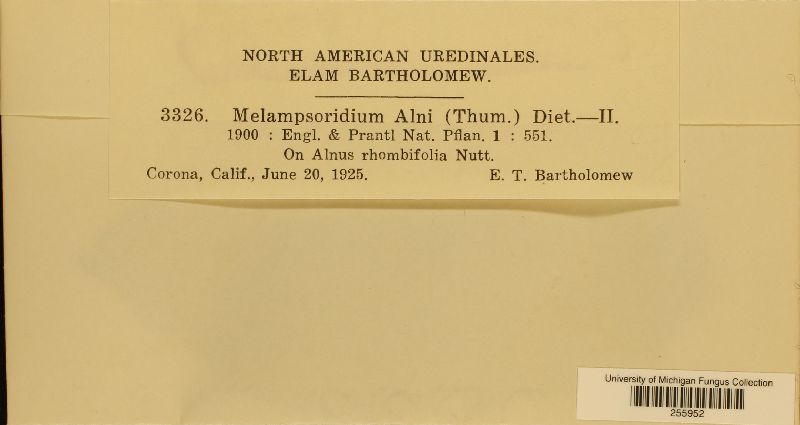 NORTH AMERICAN UREDINALES.
ELAM BARTHOLOMEW.
3326. Melampsoridium Alni (Thum.) Diet.—II.
1900 : Engl. & Prantl Nat. Pflan. 1 : 551.
On Alnus rhombifolia Nutt.
Corona, Calif., June 20, 1925. E. T. Bartholomew
University of Michigan Fungus Collection
255952